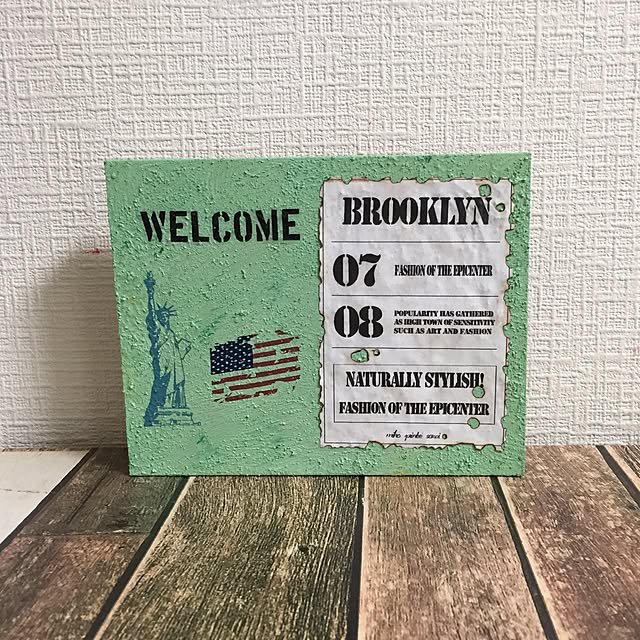 WELCOME
BROOKLYN
07
FASHION OF THE EPICENTER
08
POPULARITY HAS GATHERED
AS HIGH TOWN OF SENSITIVITY
SUCH AS ART AND FASHION
NATURALLY STYLISH!
FASHION OF THE EPICENTER